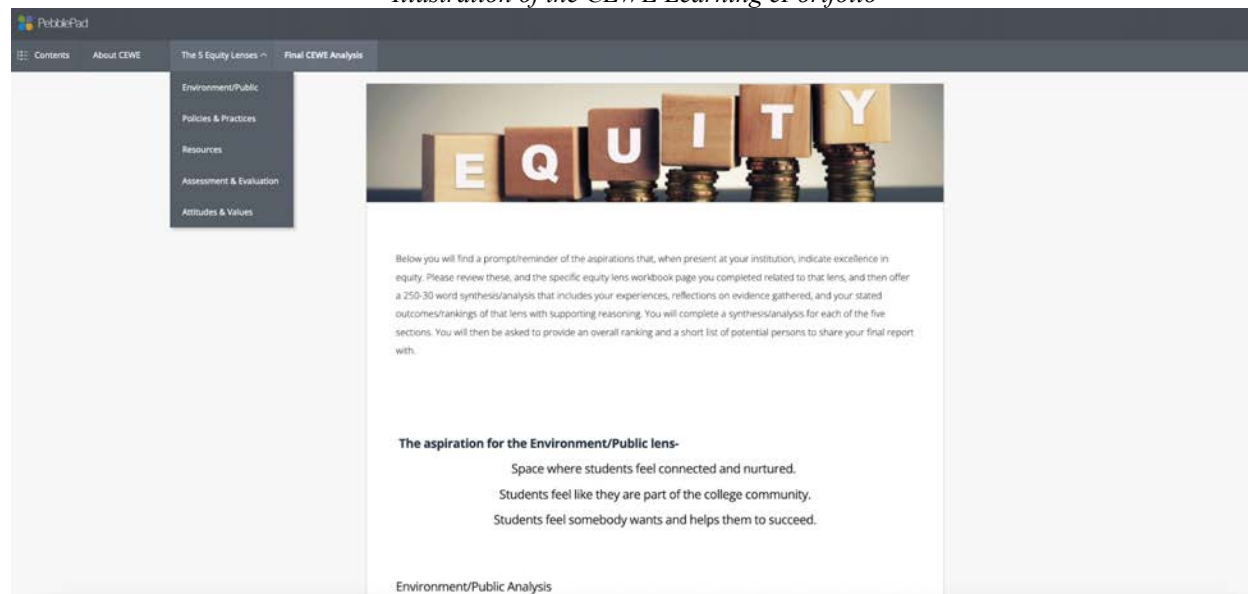 Illustration of the CEWE Learning ePortfolio
PebblePad
Contents
About CEWE
The 5 Equity Lenses
Final CEWE Analysis
Environment/Public
Policies & Practices
Resources
Assessment & Evaluation
Attitudes & Values
EQUITY
Below you will find a prompt/reminder of the aspirations that, when present at your institution, indicate excellence in
equity. Please review these, and the specific equity lens workbook page you completed related to that lens, and then offer
a 250-30 word synthesis/analysis that includes your experiences, reflections on evidence gathered, and your stated
outcomes/rankings of that lens with supporting reasoning. You will complete a synthesis/analysis for each of the five
sections. You will then be asked to provide an overall ranking and a short list of potential persons to share your final report
with.
The aspiration for the Environment/Public lens-
Space where students feel connected and nurtured.
Students feel like they are part of the college community.
Students feel somebody wants and helps them to succeed.
Environment/Public Analysis